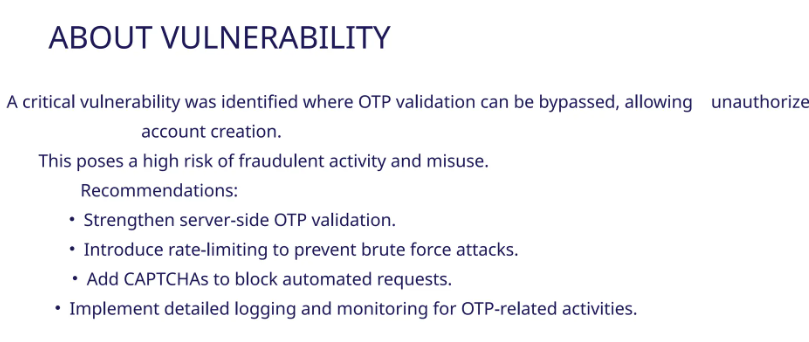 ABOUT VULNERABILITY
A critical vulnerability was identified where OTP validation can be bypassed, allowing unauthorize
account creation.
This poses a high risk of fraudulent activity and misuse.
Recommendations:
• Strengthen server-side OTP validation.
• Introduce rate-limiting to prevent brute force attacks.
• Add CAPTCHAs to block automated requests.
• Implement detailed logging and monitoring for OTP-related activities.